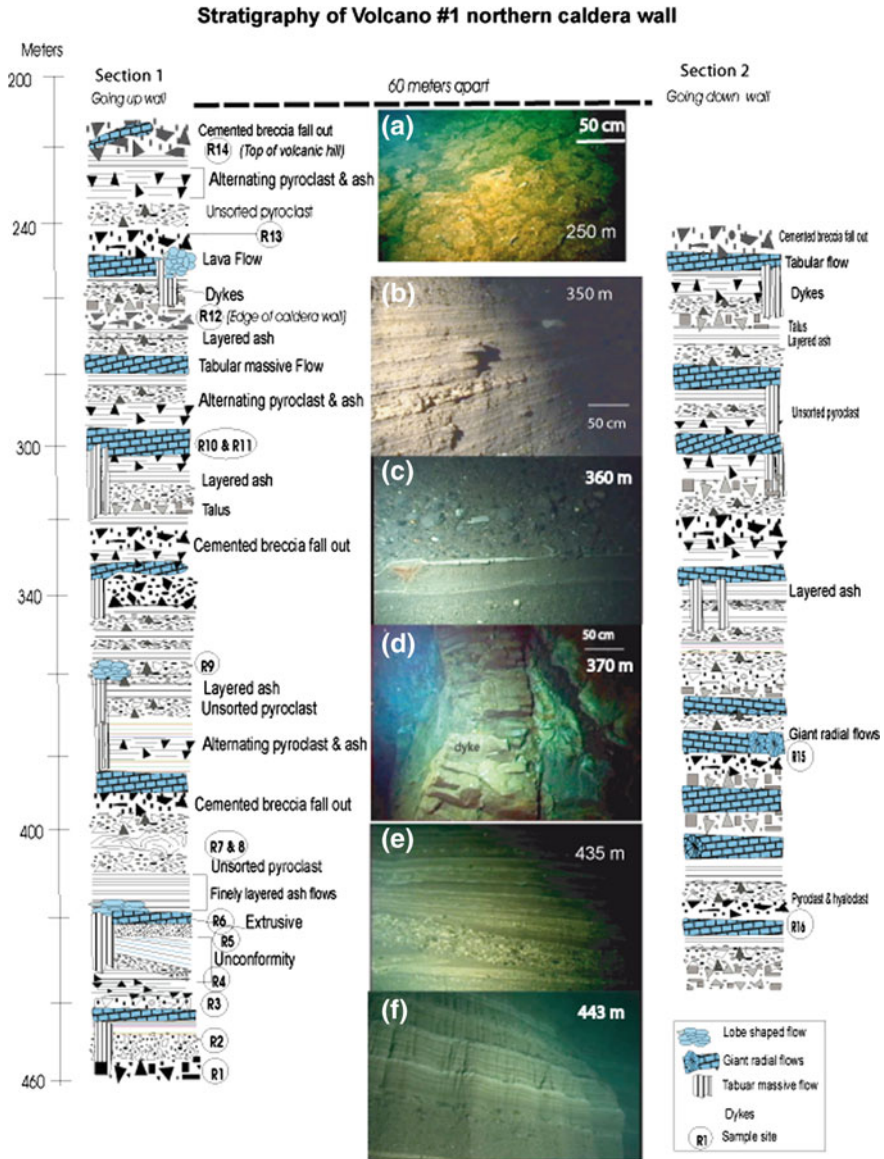 Stratigraphy of Volcano #1 northern caldera wall
Meters
200
240
300
340
400
460
Section 1
Going up wall
60 meters apart
Section 2
Going down wall
Cemented breccia fall out
R14 (Top of volcanic hill)
Alternating pyroclast & ash
Unsorted pyroclast
R13
Lava Flow
Dykes
R12 (Edge of caldera wall)
Layered ash
Tabular massive Flow
Alternating pyroclast & ash
R10 & R11
Layered ash
Talus
Cemented breccia fall out
R9
Layered ash
Unsorted pyroclast
Alternating pyroclast & ash
Cemented breccia fall out
R7 & 8
Unsorted pyroclast
Finely layered ash flows
R6 Extrusive
R5
Unconformity
R4
R3
R2
R1
(a)
50 cm
250 m
(b)
350 m
50 cm
(c)
360 m
(d)
50 cm
370 m
dyke
(e)
435 m
(f)
443 m
Cemented breccia fall out
Tabular flow
Dykes
Talus
Layered ash
Unsorted pyroclast
Layered ash
Giant radial flows
R15
Pyroclast & hyaloclast
R16
Lobe shaped flow
Giant radial flows
Tabuar massive flow
Dykes
R1 Sample site